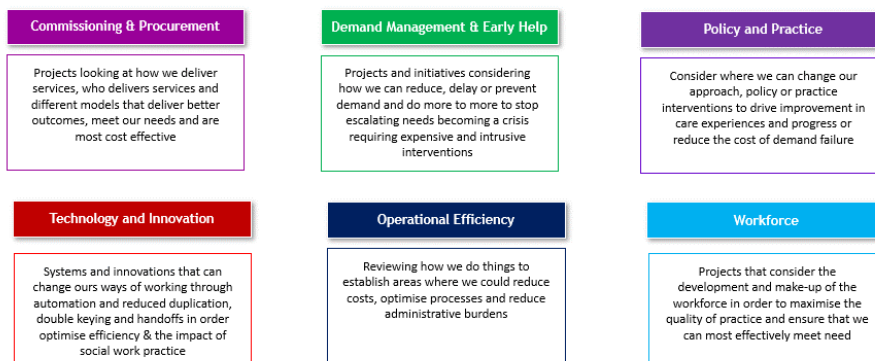 Commissioning & Procurement
Projects looking at how we deliver
services, who delivers services and
different models that deliver better
outcomes, meet our needs and are
most cost effective
Demand Management & Early Help
Projects and initiatives considering
how we can reduce, delay or prevent
demand and do more to more to stop
escalating needs becoming a crisis
requiring expensive and intrusive
interventions
Policy and Practice
Consider where we can change our
approach, policy or practice
interventions to drive improvement in
care experiences and progress or
reduce the cost of demand failure
Technology and Innovation
Systems and innovations that can
change ours ways of working through
automation and reduced duplication,
double keying and handoffs in order
optimise efficiency & the impact of
social work practice
Operational Efficiency
Reviewing how we do things to
establish areas where we could reduce
costs, optimise processes and reduce
administrative burdens
Workforce
Projects that consider the
development and make-up of the
workforce in order to maximise the
quality of practice and ensure that we
can most effectively meet need